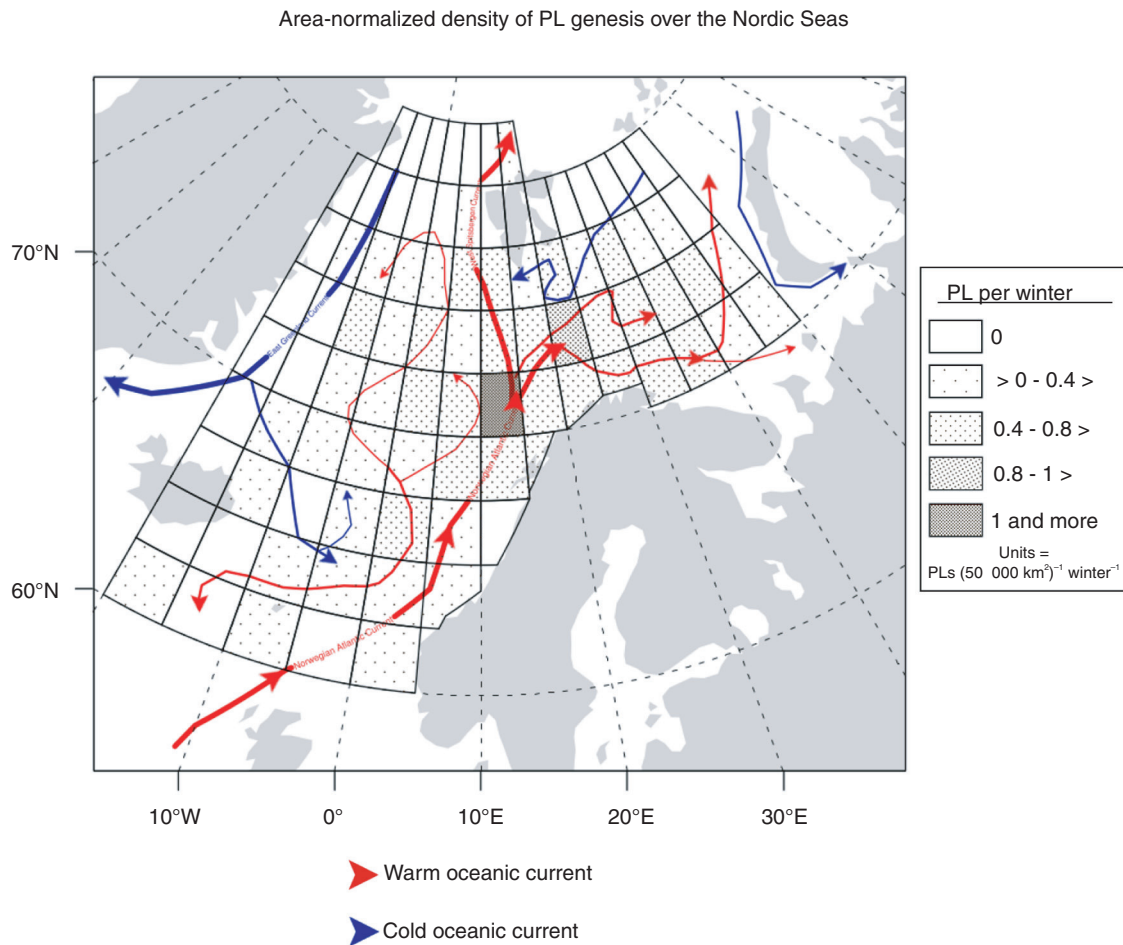 Area-normalized density of PL genesis over the Nordic Seas
70°N
60°N
10°W
0°
10°E
20°E
30°E
East Greenland Current
Norwegian Atlantic Current
Norwegian Atlantic Current
PL per winter
0
> 0 - 0.4 >
0.4 - 0.8 >
0.8 - 1 >
1 and more
Units =
PLs (50 000 km²)⁻¹ winter⁻¹
Warm oceanic current
Cold oceanic current